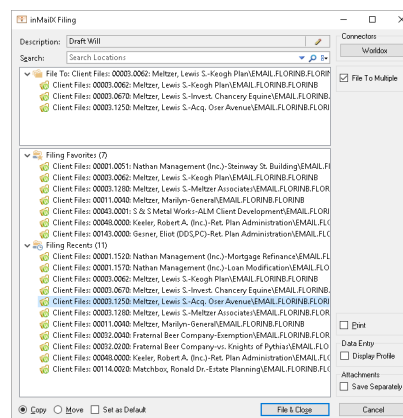 inMailX Filing
Connectors
Description: Draft Will
Worldox
Search: Search Locations
File To: Client Files: 00003.0062: Meltzer, Lewis S.-Keogh Plan\EMAIL.FLORINB.FLORIN
File To Multiple
Client Files: 00003.0062: Meltzer, Lewis S.-Keogh Plan\EMAIL.FLORINB.FLORINB
Client Files: 00003.0670: Meltzer, Lewis S.-Invest. Chancery Equine\EMAIL.FLORINB.
Client Files: 00003.1250: Meltzer, Lewis S.-Acq. Oser Avenue\EMAIL.FLORINB.FLORI
Filing Favorites (7)
Client Files: 00001.0051: Nathan Management (Inc.)-Steinway St. Building\EMAIL.Fl
Client Files: 00003.0062: Meltzer, Lewis S.-Keogh Plan\EMAIL.FLORINB.FLORINB
Client Files: 00003.1280: Meltzer, Lewis S.-Meltzer Associates\EMAIL.FLORINB.FLOR
Client Files: 00011.0040: Meltzer, Marilyn-General\EMAIL.FLORINB.FLORINB
Client Files: 00043.0001: S & S Metal Works-ALM Client Development\EMAIL.FLORI
Client Files: 00048.0000: Keeler, Robert A. (Inc.)-Ret. Plan Administration\EMAIL.FLO
Client Files: 00143.0000: Gesner, Eliot (DDS,PC)-Ret. Plan Administration\EMAIL.FLO
Filing Recents (11)
Client Files: 00001.1520: Nathan Management (Inc.)-Mortgage Refinance\EMAIL.FL
Client Files: 00001.1570: Nathan Management (Inc.)-Loan Modification\EMAIL.FLO
Client Files: 00003.0062: Meltzer, Lewis S.-Keogh Plan\EMAIL.FLORINB.FLORINB
Client Files: 00003.0670: Meltzer, Lewis S.-Invest. Chancery Equine\EMAIL.FLORINB.
Client Files: 00003.1250: Meltzer, Lewis S.-Acq. Oser Avenue\EMAIL.FLORINB.FLORI
Client Files: 00003.1280: Meltzer, Lewis S.-Meltzer Associates\EMAIL.FLORINB.FLOR
Client Files: 00011.0040: Meltzer, Marilyn-General\EMAIL.FLORINB.FLORINB
Client Files: 00032.0040: Fraternal Beer Company-Exemption\EMAIL.FLORINB.FLOR
Print
Client Files: 00032.0200: Fraternal Beer Company-vs. Knights of Pythias\EMAIL.FLO
Data Entry
Client Files: 00048.0000: Keeler, Robert A. (Inc.)-Ret. Plan Administration\EMAIL.FLO
Display Profile
Client Files: 00114.0020: Matchbox, Ronald Dr.-Estate Planning\EMAIL.FLORINB.FLO
Attachments
Save Separately
Copy Move Set as Default File & Close Cancel